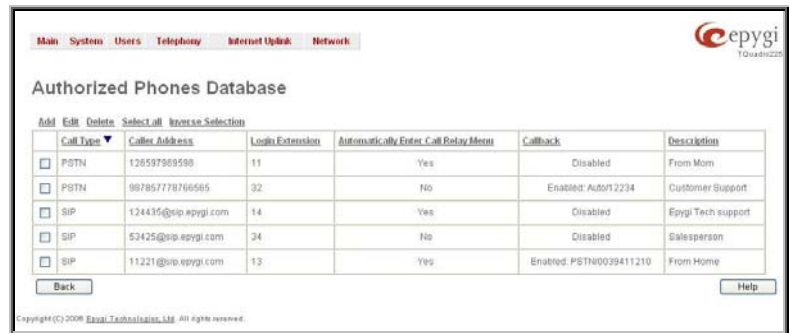 Main System Users Telephony Internet Uplink Network
epygi
TQuadro225
Authorized Phones Database
Add Edit Delete Select all Inverse Selection
Call Type Caller Address Login Extension Automatically Enter Call Relay Menu Callback Description
PSTN 126597989598 11 Yes Disabled From Mom
PSTN 987857778766565 32 No Enabled: Auto/12234 Customer Support
SIP 124435@sip.epygi.com 14 Yes Disabled Epygi Tech support
SIP 53425@sip.epygi.com 34 No Disabled Salesperson
SIP 11221@sip.epygi.com 13 Yes Enabled: PSTN/0039411210 From Home
Back Help
Copyright (C) 2006 Epygi Technologies, Ltd. All rights reserved.